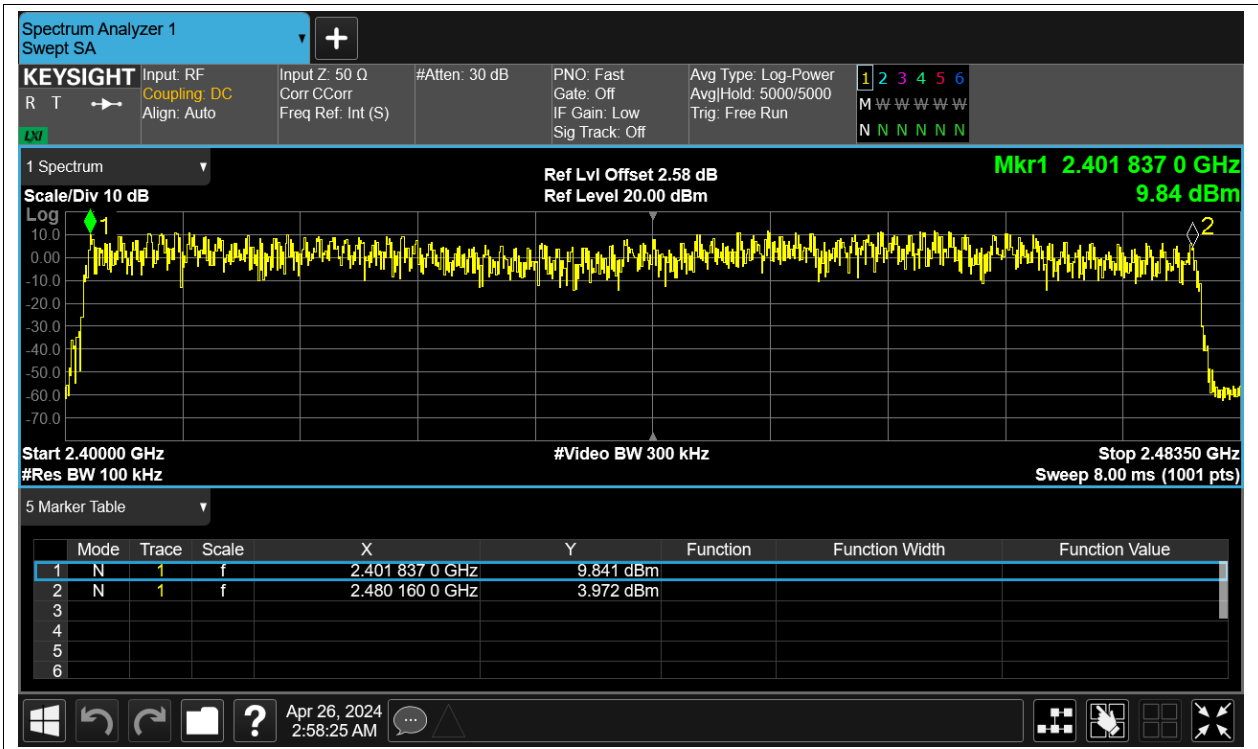 Spectrum Analyzer 1
Swept SA
KEYSIGHT
R T
LXI
Input: RF
Coupling: DC
Align: Auto
Input Z: 50 Ω
Corr CCorr
Freq Ref: Int (S)
#Atten: 30 dB
PNO: Fast
Gate: Off
IF Gain: Low
Sig Track: Off
Avg Type: Log-Power
Avg|Hold: 5000/5000
Trig: Free Run
1 2 3 4 5 6
M W W W W W
N N N N N N
1 Spectrum
Scale/Div 10 dB
Ref Lvl Offset 2.58 dB
Ref Level 20.00 dBm
Mkr1 2.401 837 0 GHz
9.84 dBm
Log
1
2
10.0
0.00
-10.0
-20.0
-30.0
-40.0
-50.0
-60.0
-70.0
Start 2.40000 GHz
#Res BW 100 kHz
#Video BW 300 kHz
Stop 2.48350 GHz
Sweep 8.00 ms (1001 pts)
5 Marker Table
Mode Trace Scale X Y Function Function Width Function Value
1 N 1 f 2.401 837 0 GHz 9.841 dBm
2 N 1 f 2.480 160 0 GHz 3.972 dBm
3
4
5
6
?
Apr 26, 2024
2:58:25 AM